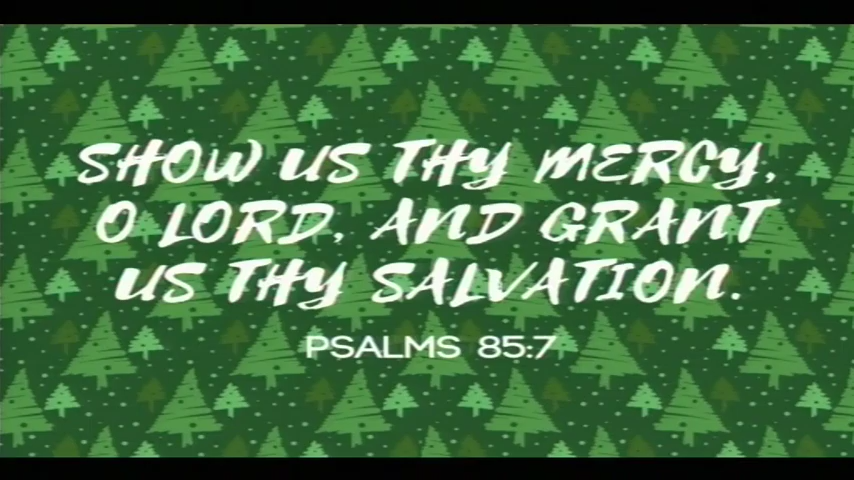 SHOW US THY MERCY,
O LORD, AND GRANT
US THY SALVATION.
PSALMS 85:7